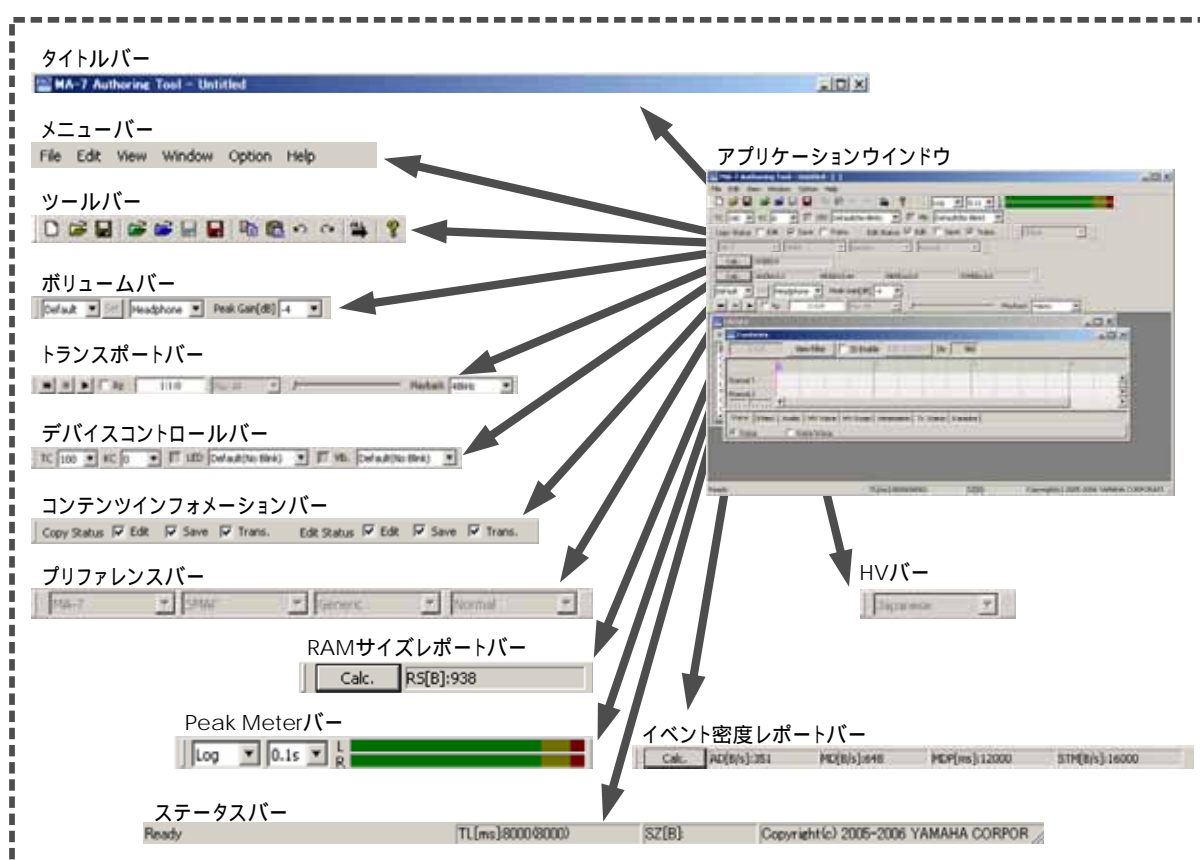 タイトルバー
MA-7 Authoring Tool - Untitled
メニューバー
File Edit View Window Option Help
アプリケーションウインドウ
ツールバー
ボリュームバー
Default Set Headphone Peak Gain[dB] -4
トランスポートバー
1:1:0 Playback 48kHz
デバイスコントロールバー
TC 100 KC 0 LED Default(No Blink) Vib. Default(No Blink)
コンテンツインフォメーションバー
Copy Status Edit Save Trans. Edit Status Edit Save Trans.
プリファレンスバー
MA-7 SMAF Generic Normal
HVバー
Japanese
RAMサイズレポートバー
Calc. RS[B]:938
Peak Meterバー
Log 0.1s L R
イベント密度レポートバー
Calc. AD[B/s]:351 MD[B/s]:648 MDP[ms]:12000 STM[B/s]:16000
ステータスバー
Ready TL[ms]:8000(8000) SZ[B]: Copyright(c) 2005-2006 YAMAHA CORPOR